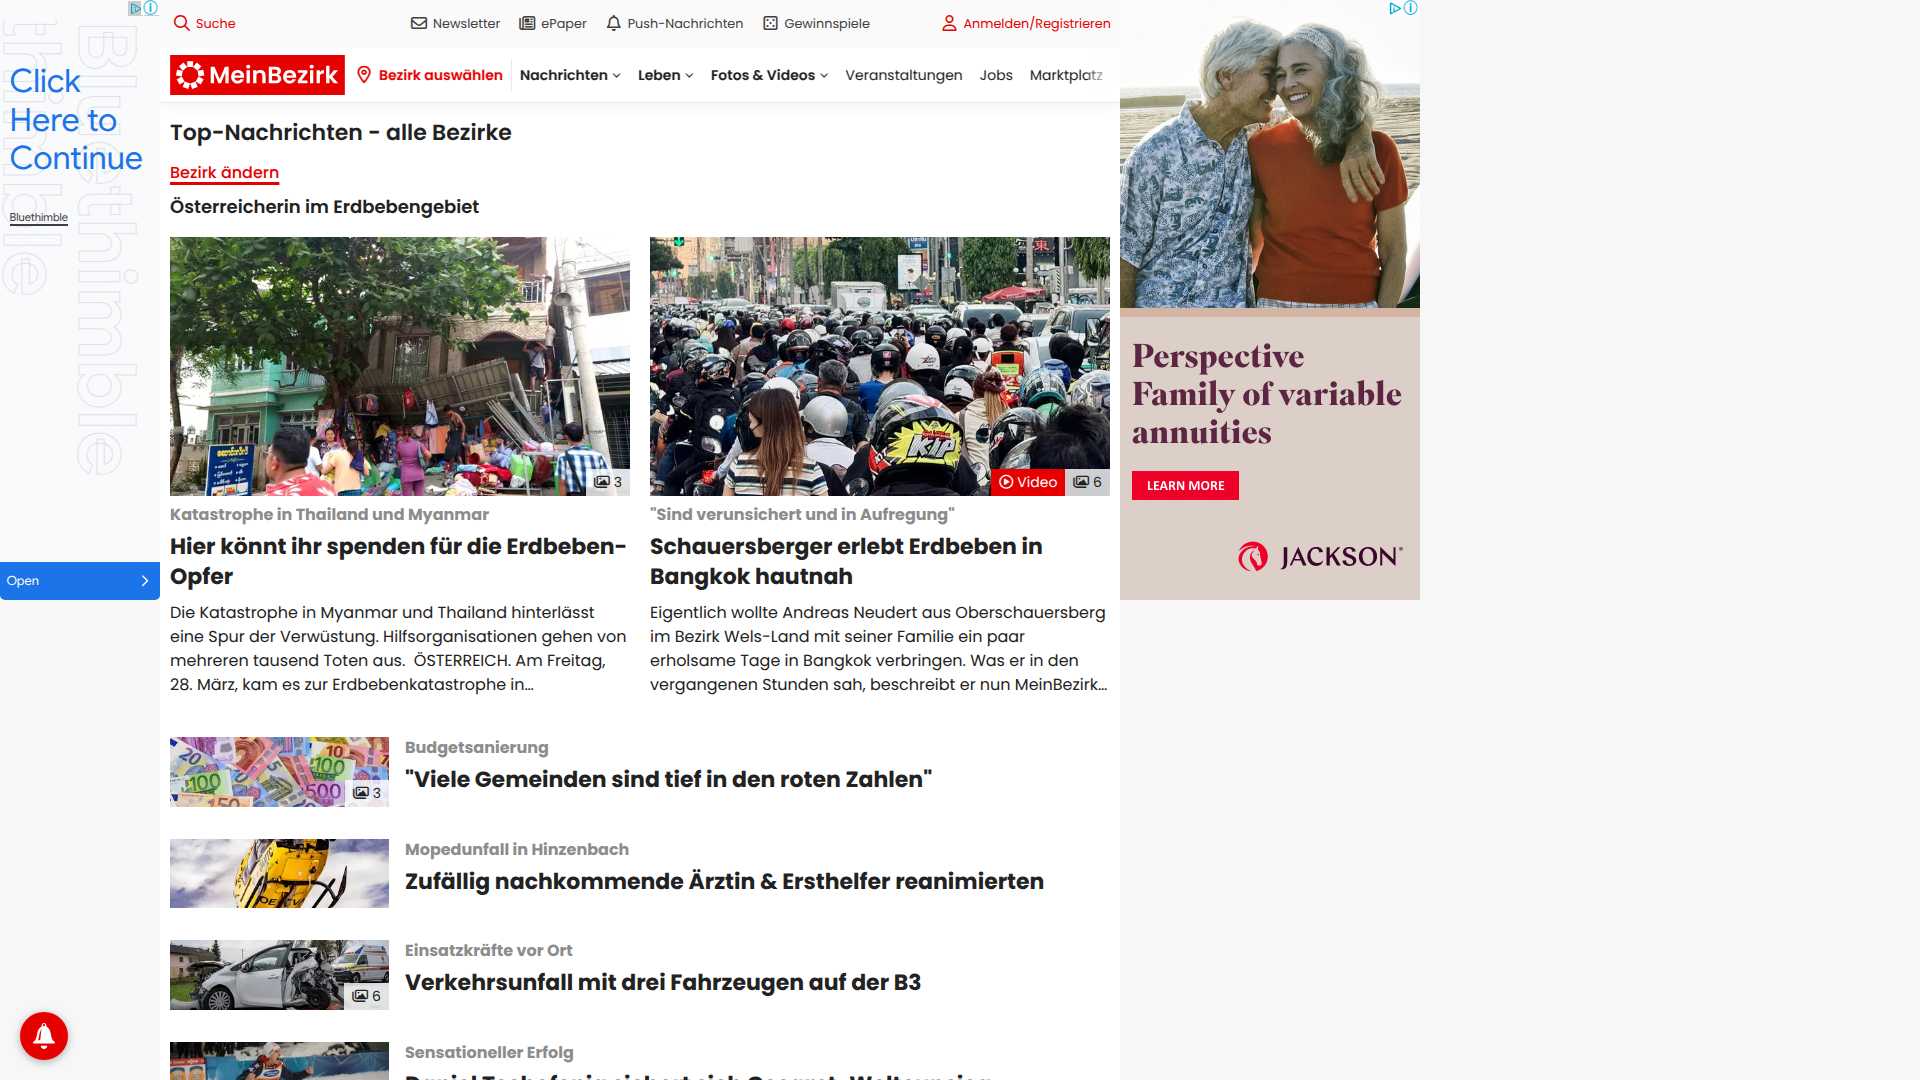 Suche
Newsletter
ePaper
Push-Nachrichten
Gewinnspiele
Anmelden/Registrieren
MeinBezirk
Bezirk auswählen
Nachrichten
Leben
Fotos & Videos
Veranstaltungen
Jobs
Marktplatz
Click
Here to
Continue
Bluethimble
Bluethimble
Open
Top-Nachrichten - alle Bezirke
Bezirk ändern
Österreicherin im Erdbebengebiet
3
Katastrophe in Thailand und Myanmar
Hier könnt ihr spenden für die Erdbeben-
Opfer
Die Katastrophe in Myanmar und Thailand hinterlässt
eine Spur der Verwüstung. Hilfsorganisationen gehen von
mehreren tausend Toten aus. ÖSTERREICH. Am Freitag,
28. März, kam es zur Erdbebenkatastrophe in...
KiP
Video
6
"Sind verunsichert und in Aufregung"
Schauersberger erlebt Erdbeben in
Bangkok hautnah
Eigentlich wollte Andreas Neudert aus Oberschauersberg
im Bezirk Wels-Land mit seiner Familie ein paar
erholsame Tage in Bangkok verbringen. Was er in den
vergangenen Stunden sah, beschreibt er nun MeinBezirk...
3
Budgetsanierung
"Viele Gemeinden sind tief in den roten Zahlen"
Mopedunfall in Hinzenbach
Zufällig nachkommende Ärztin & Ersthelfer reanimierten
6
Einsatzkräfte vor Ort
Verkehrsunfall mit drei Fahrzeugen auf der B3
Sensationeller Erfolg
Perspective
Family of variable
annuities
LEARN MORE
JACKSON®